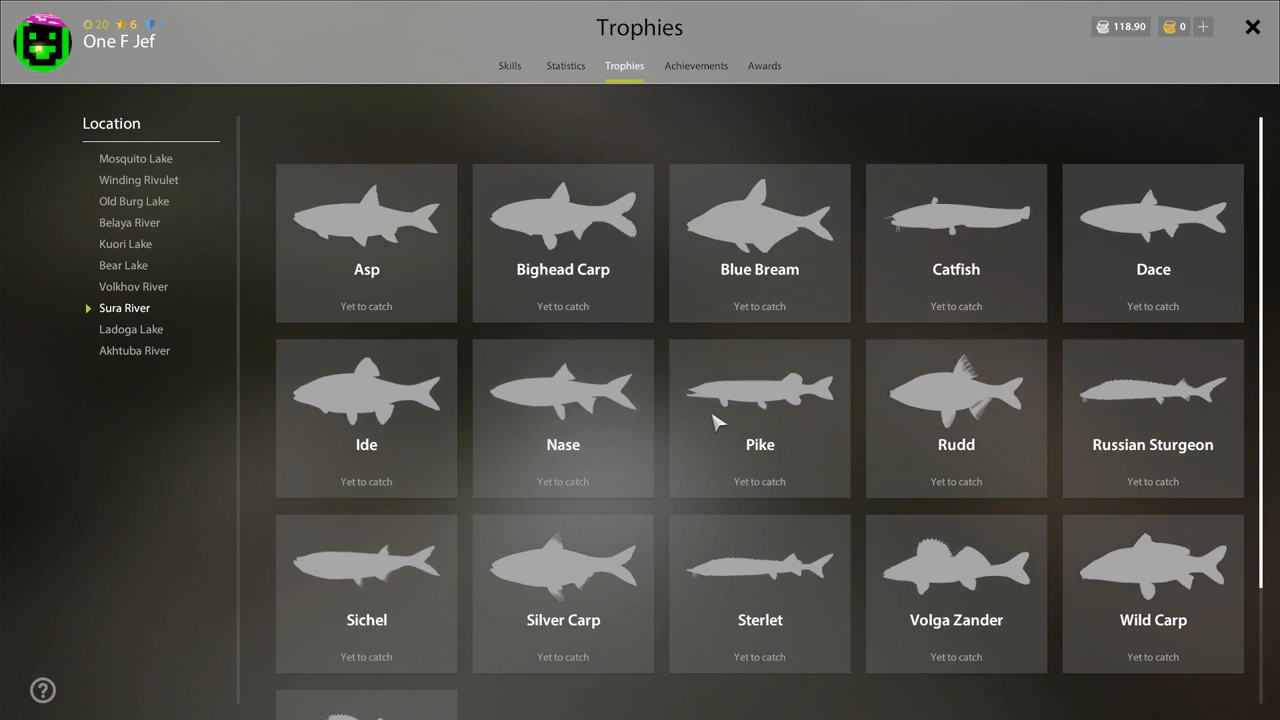 20 6
One F Jef
Trophies
118.90 0 +
Skills Statistics Trophies Achievements Awards
Location
Mosquito Lake
Winding Rivulet
Old Burg Lake
Belaya River
Kuori Lake
Bear Lake
Volkhov River
Sura River
Ladoga Lake
Akhtuba River
Asp Bighead Carp Blue Bream Catfish Dace
Yet to catch Yet to catch Yet to catch Yet to catch Yet to catch
Ide Nase Pike Rudd Russian Sturgeon
Yet to catch Yet to catch Yet to catch Yet to catch Yet to catch
Sichel Silver Carp Sterlet Volga Zander Wild Carp
Yet to catch Yet to catch Yet to catch Yet to catch Yet to catch
?